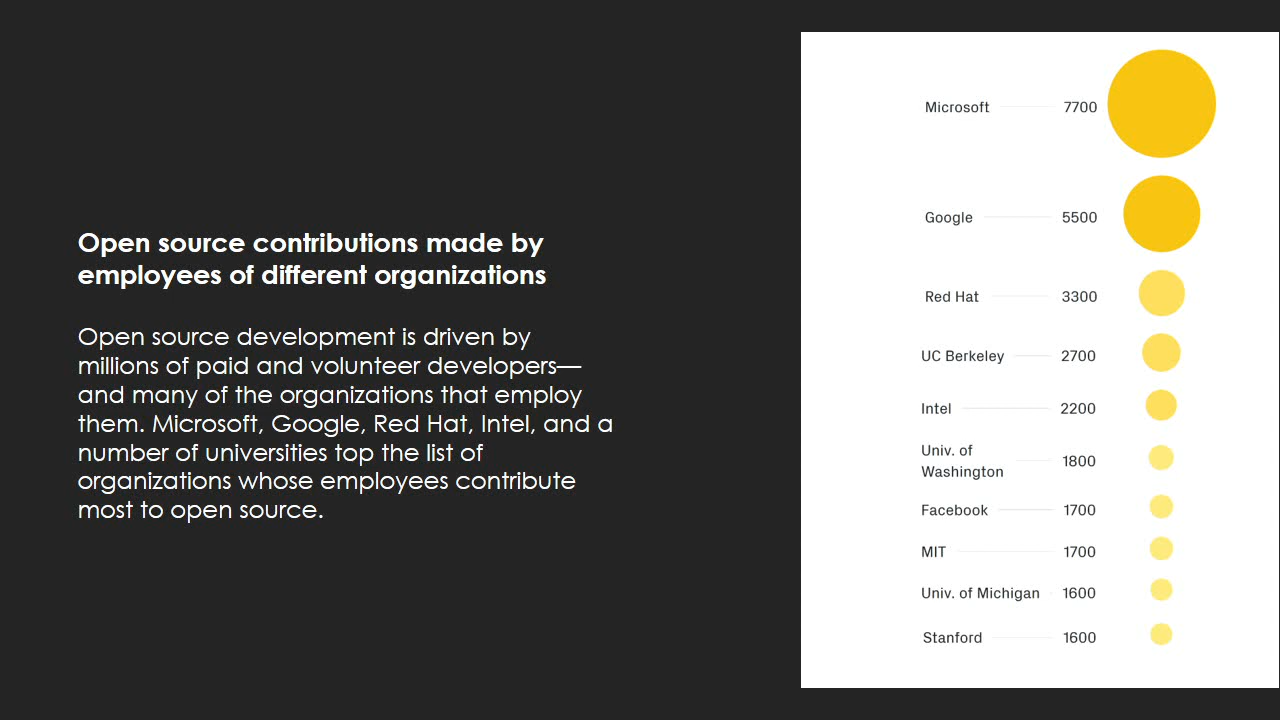 Open source contributions made by
employees of different organizations
Open source development is driven by
millions of paid and volunteer developers—
and many of the organizations that employ
them. Microsoft, Google, Red Hat, Intel, and a
number of universities top the list of
organizations whose employees contribute
most to open source.
Microsoft 7700
Google 5500
Red Hat 3300
UC Berkeley 2700
Intel 2200
Univ. of
Washington 1800
Facebook 1700
MIT 1700
Univ. of Michigan 1600
Stanford 1600